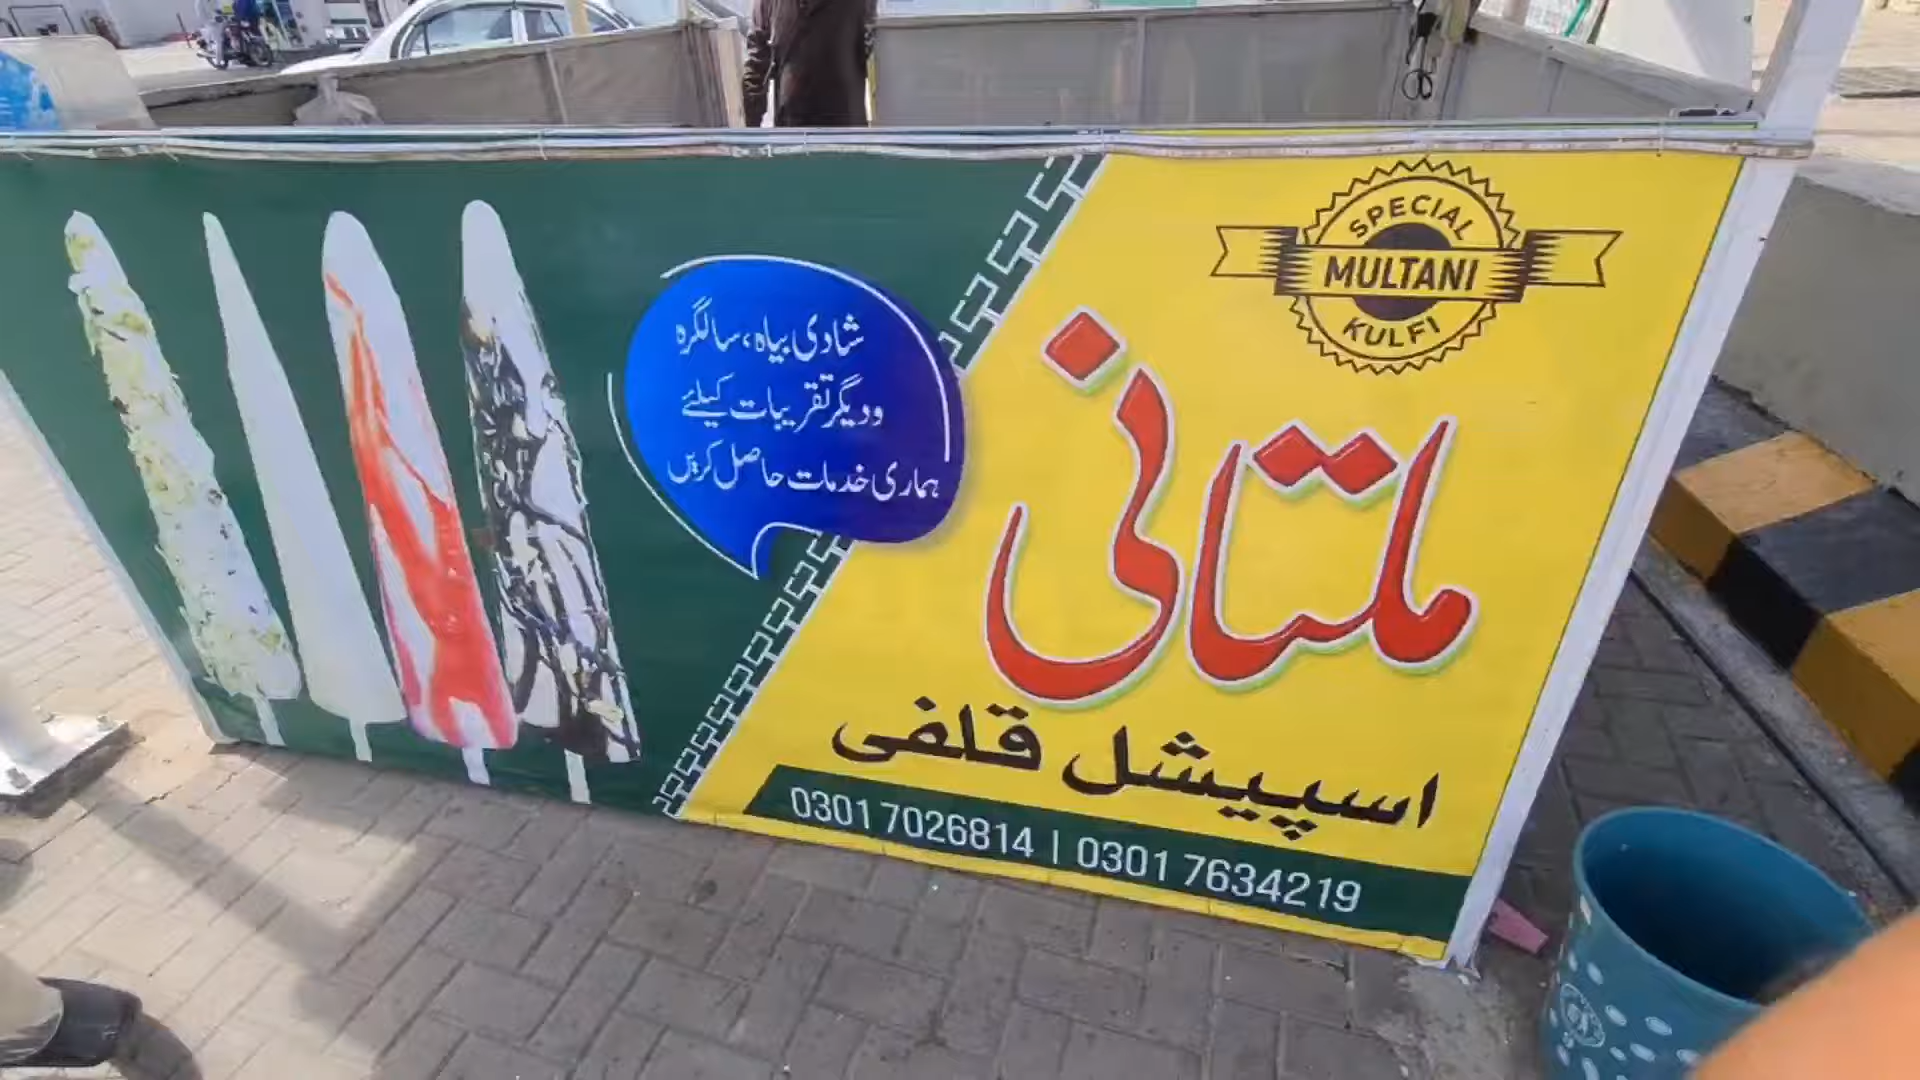 SPECIAL
MULTANI
KULFI
شادی بیاہ، سالگرہ
و دیگر تقریبات کیلئے
ہماری خدمات حاصل کریں
ملتانی
اسپیشل قلفی
0301 7026814 | 0301 7634219